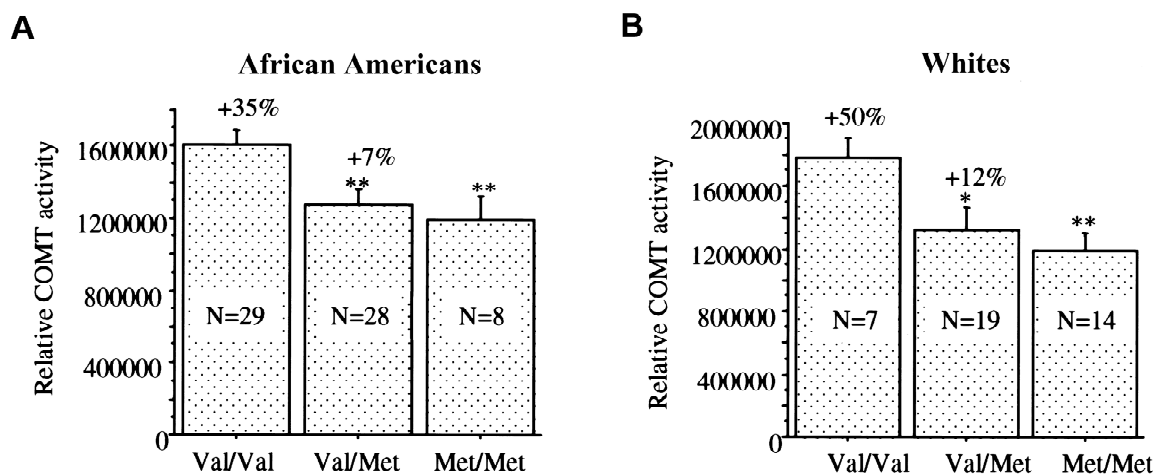 A
African Americans
Relative COMT activity
1600000
1200000
800000
400000
0
+35%
+7%
**
**
N=29
N=28
N=8
Val/Val
Val/Met
Met/Met
B
Whites
Relative COMT activity
2000000
1600000
1200000
800000
400000
0
+50%
+12%
*
**
N=7
N=19
N=14
Val/Val
Val/Met
Met/Met